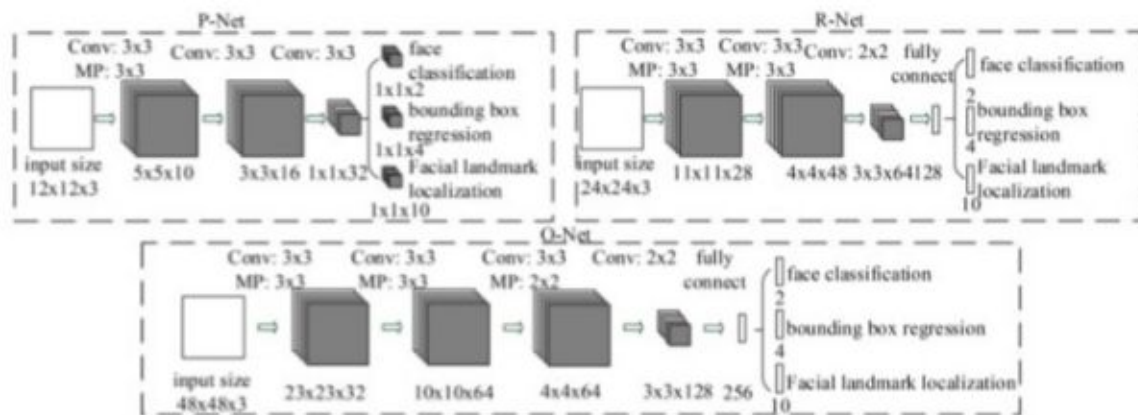 P-Net
Conv: 3x3 Conv: 3x3 Conv: 3x3
MP: 3x3
face
classification
1x1x2
bounding box
regression
1x1x4
Facial landmark
localization
1x1x10
input size
12x12x3
5x5x10
3x3x16
1x1x32
R-Net
Conv: 3x3 Conv: 3x3 Conv: 2x2 fully
connect
MP: 3x3 MP: 3x3
face classification
2
bounding box
regression
4
Facial landmark
localization
10
input size
24x24x3
11x11x28
4x4x48
3x3x64
128
O-Net
Conv: 3x3 Conv: 3x3 Conv: 3x3 Conv: 2x2 fully
connect
MP: 3x3 MP: 3x3 MP: 2x2
face classification
2
bounding box regression
4
Facial landmark localization
10
input size
48x48x3
23x23x32
10x10x64
4x4x64
3x3x128
256